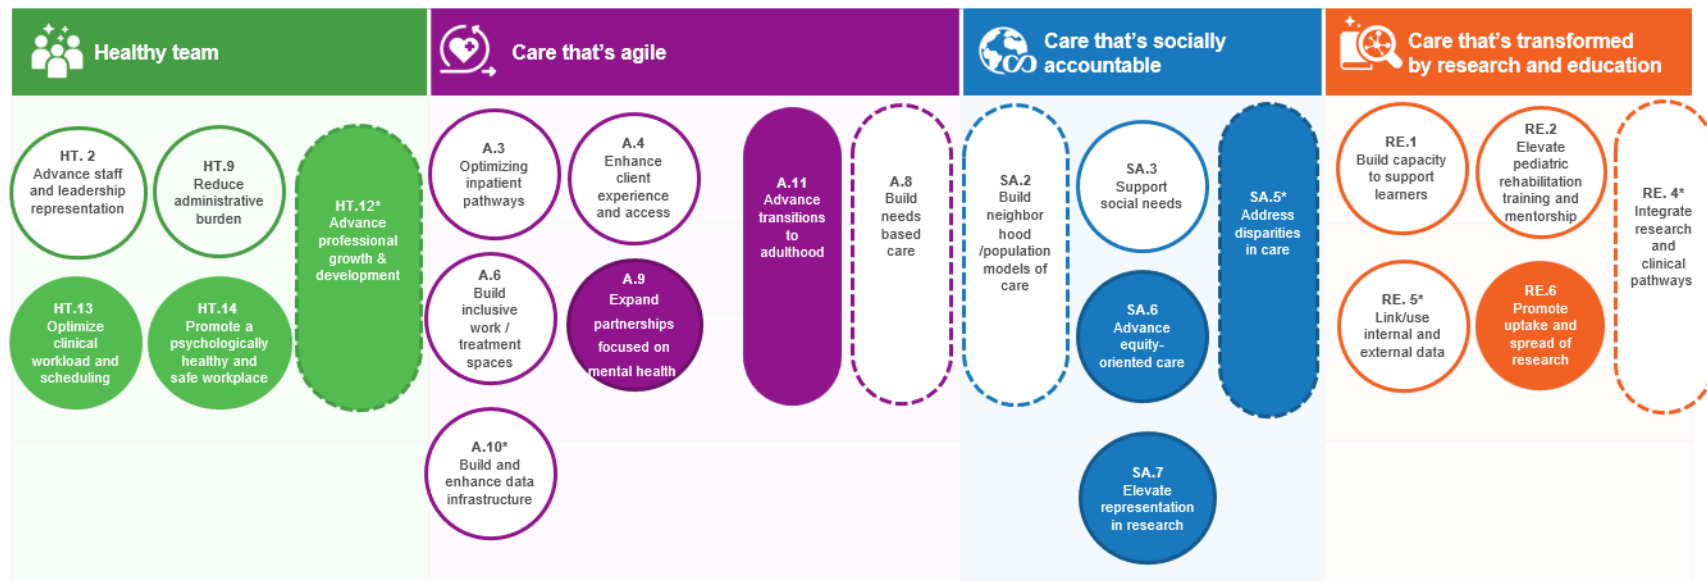 Healthy team
Care that's agile
Care that's socially
accountable
Care that's transformed
by research and education
HT. 2
Advance staff
and leadership
representation
HT.9
Reduce
administrative
burden
HT.12*
Advance
professional
growth &
development
HT.13
Optimize
clinical
workload and
scheduling
HT.14
Promote a
psychologically
healthy and
safe workplace
A.3
Optimizing
inpatient
pathways
A.4
Enhance
client
experience
and access
A.6
Build
inclusive
work /
treatment
spaces
A.9
Expand
partnerships
focused on
mental health
A.10*
Build and
enhance data
infrastructure
A.11
Advance
transitions
to
adulthood
A.8
Build
needs
based
care
SA.2
Build
neighbor
hood
/population
models of
care
SA.3
Support
social needs
SA.6
Advance
equity-
oriented care
SA.7
Elevate
representation
in research
SA.5*
Address
disparities
in care
RE.1
Build capacity
to support
learners
RE.2
Elevate
pediatric
rehabilitation
training and
mentorship
RE. 5*
Link/use
internal and
external data
RE.6
Promote
uptake and
spread of
research
RE. 4*
Integrate
research
and
clinical
pathways